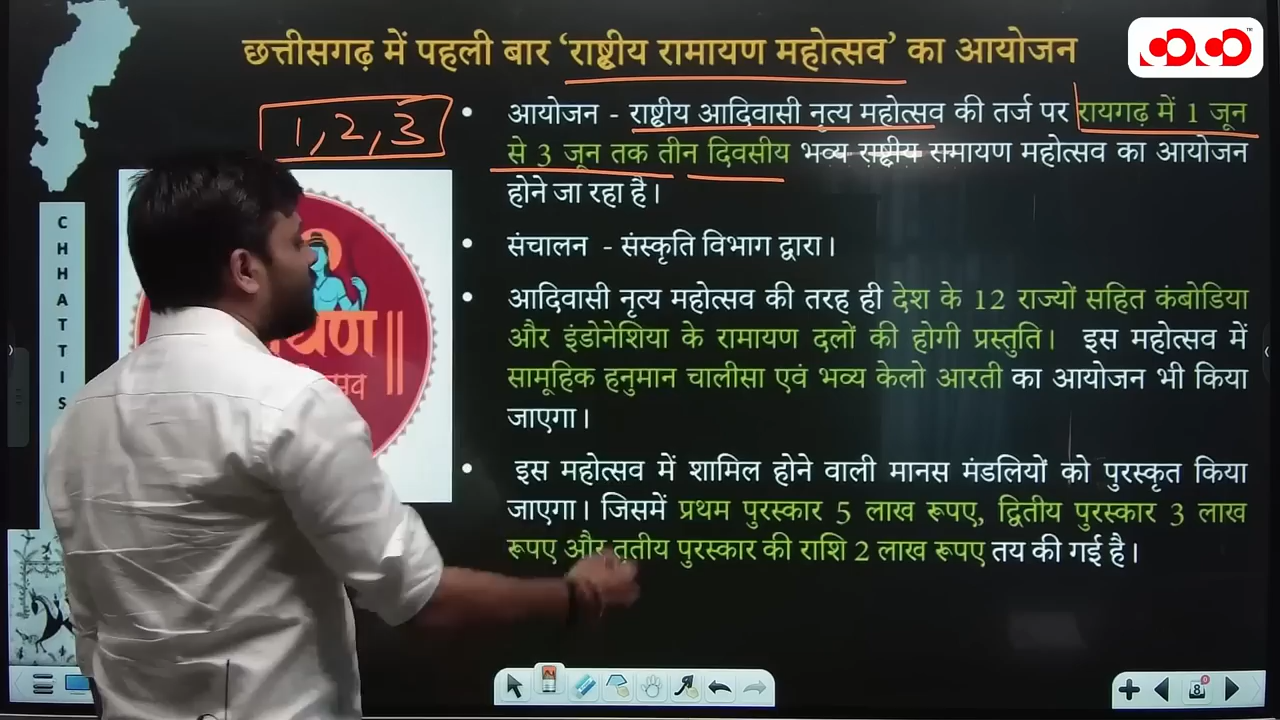 छत्तीसगढ़ में पहली बार ‘राष्ट्रीय रामायण महोत्सव’ का आयोजन
1,2,3
• आयोजन - राष्ट्रीय आदिवासी नृत्य महोत्सव की तर्ज पर रायगढ़ में 1 जून
से 3 जून तक तीन दिवसीय भव्य राष्ट्रीय रामायण महोत्सव का आयोजन
होने जा रहा है।
• संचालन - संस्कृति विभाग द्वारा।
• आदिवासी नृत्य महोत्सव की तरह ही देश के 12 राज्यों सहित कंबोडिया
और इंडोनेशिया के रामायण दलों की होगी प्रस्तुति। इस महोत्सव में
सामूहिक हनुमान चालीसा एवं भव्य केलो आरती का आयोजन भी किया
जाएगा।
• इस महोत्सव में शामिल होने वाली मानस मंडलियों को पुरस्कृत किया
जाएगा। जिसमें प्रथम पुरस्कार 5 लाख रूपए, द्वितीय पुरस्कार 3 लाख
रूपए और तृतीय पुरस्कार की राशि 2 लाख रूपए तय की गई है।
C
H
H
A
T
T
I
S
8